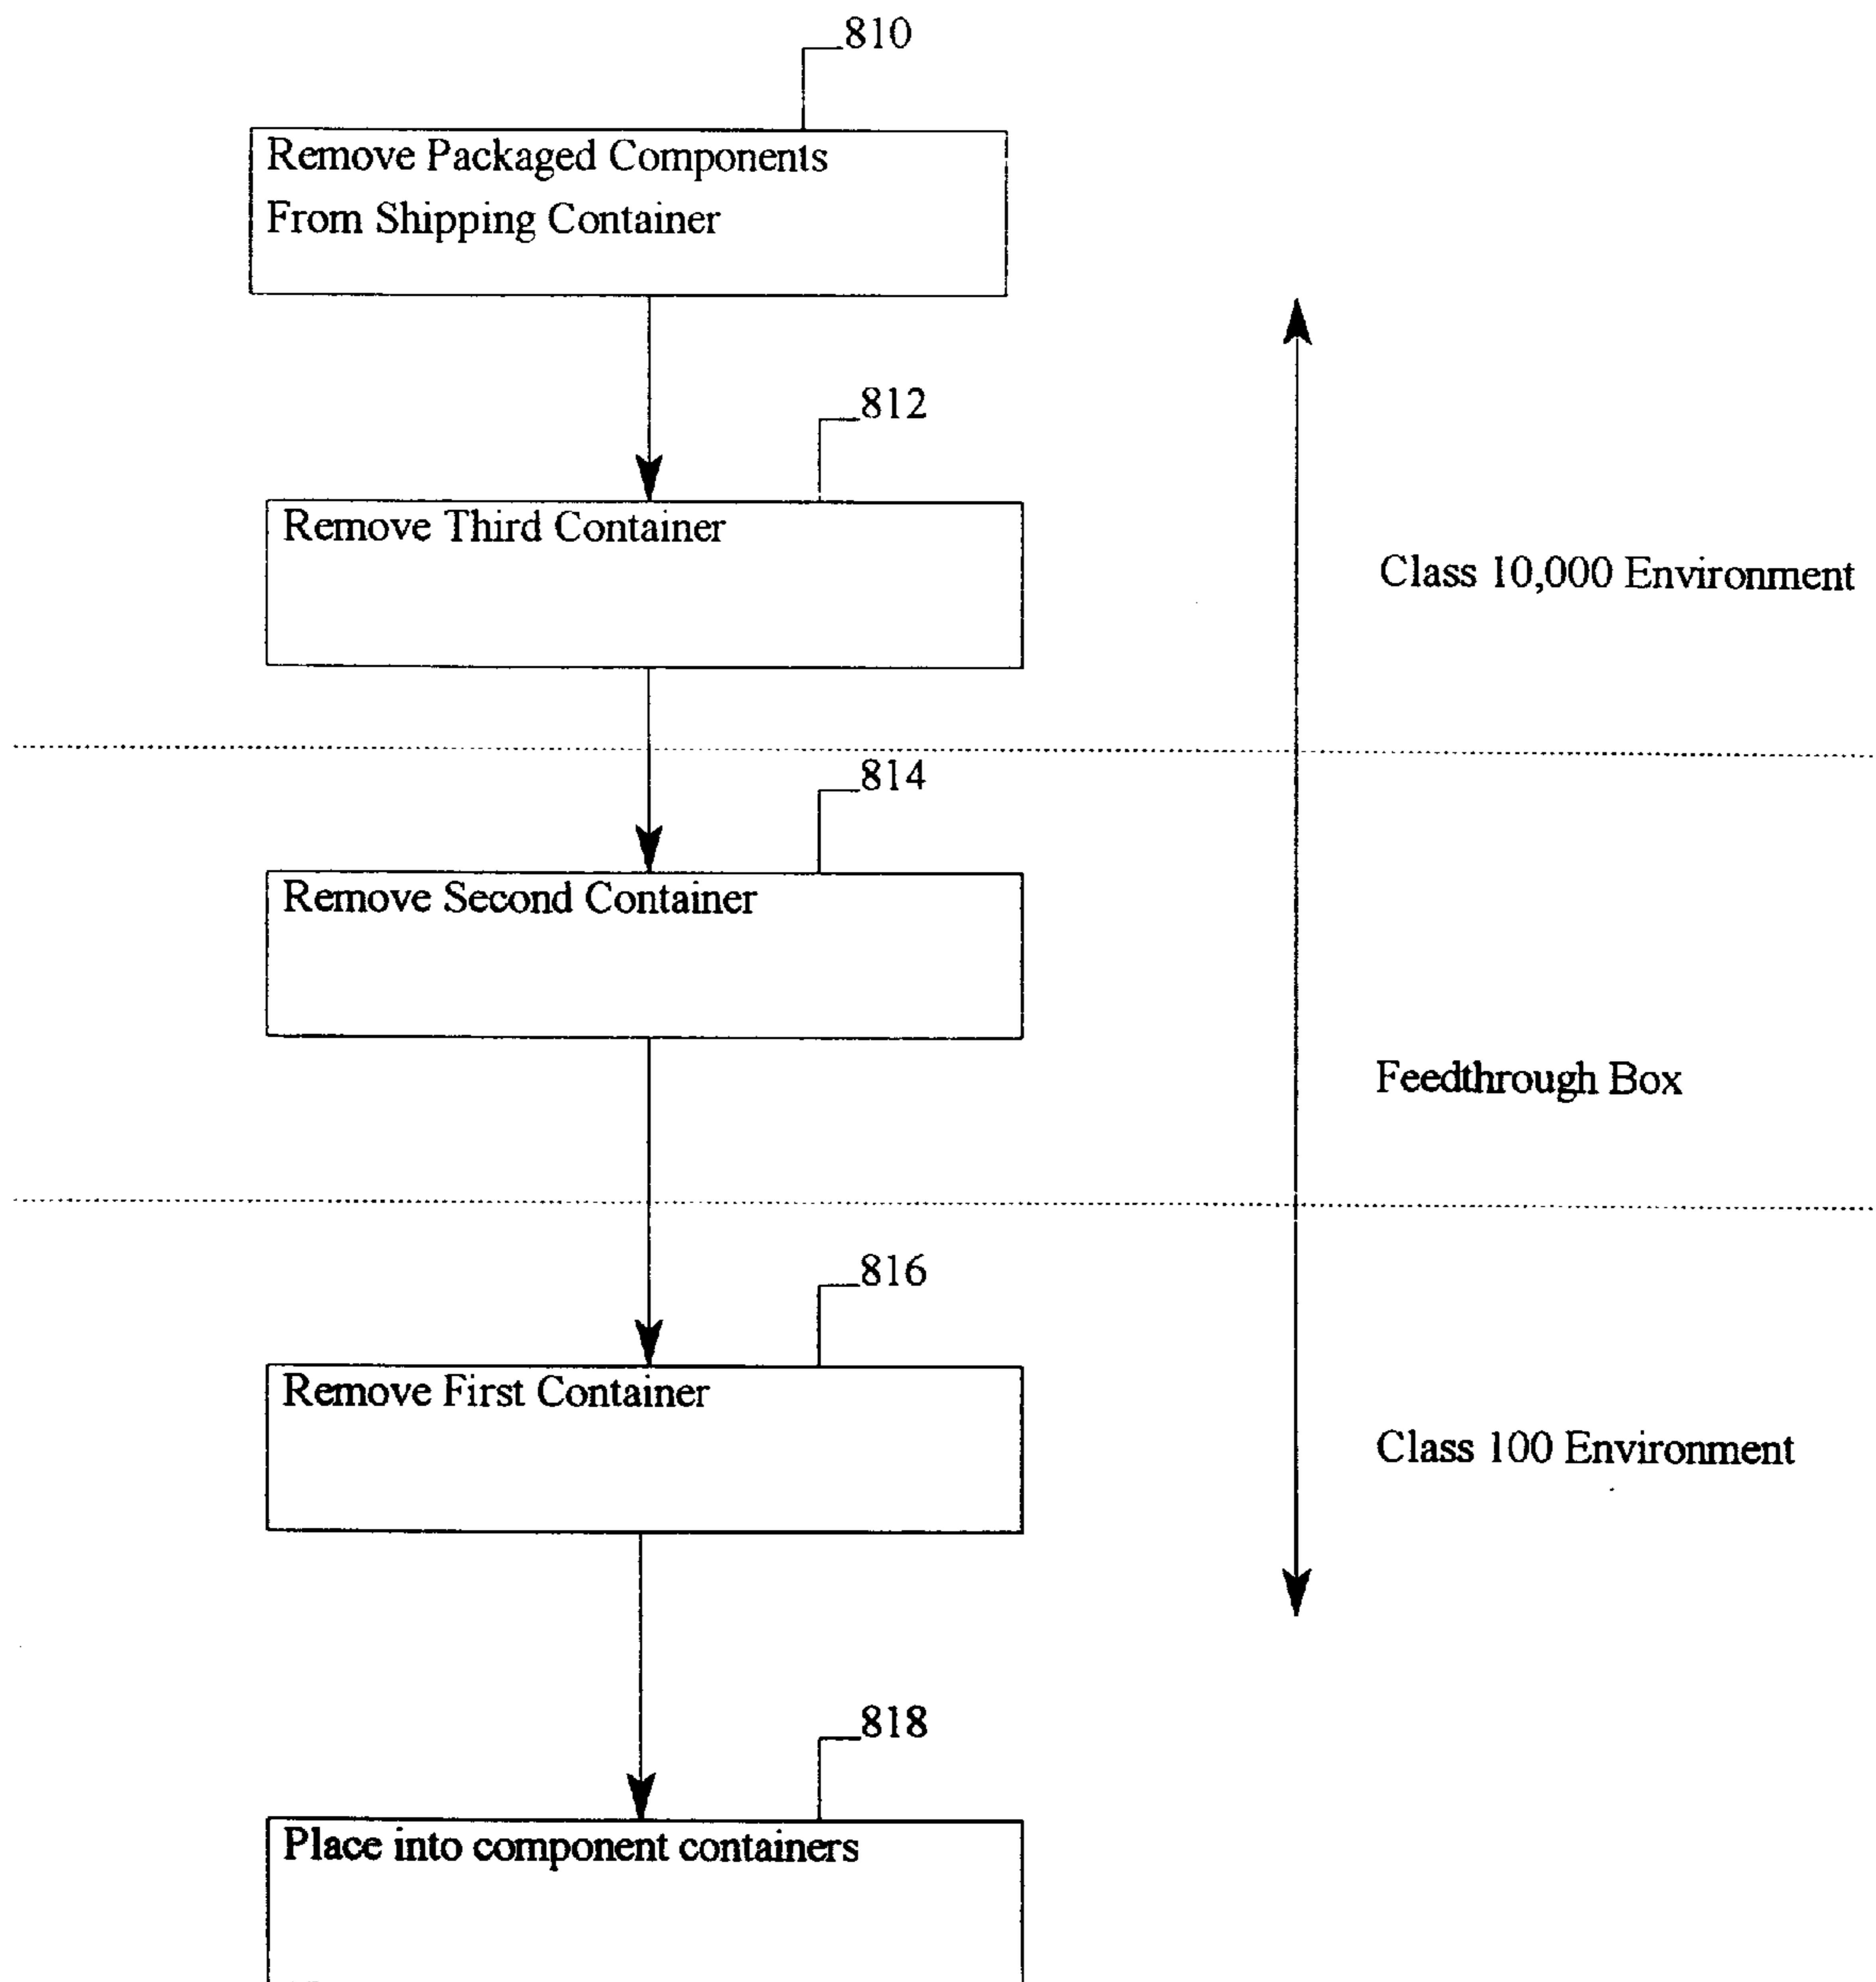 810
Remove Packaged Components
From Shipping Container
812
Remove Third Container
Class 10,000 Environment
814
Remove Second Container
Feedthrough Box
816
Remove First Container
Class 100 Environment
818
Place into component containers